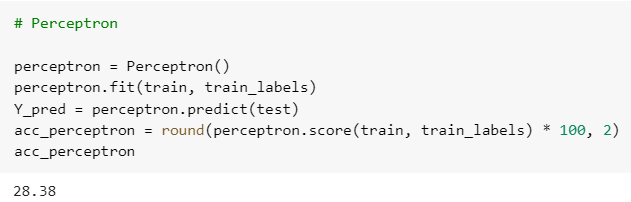 # Perceptron
perceptron = Perceptron()
perceptron.fit(train, train_labels)
Y_pred = perceptron.predict(test)
acc_perceptron = round(perceptron.score(train, train_labels) * 100, 2)
acc_perceptron
28.38